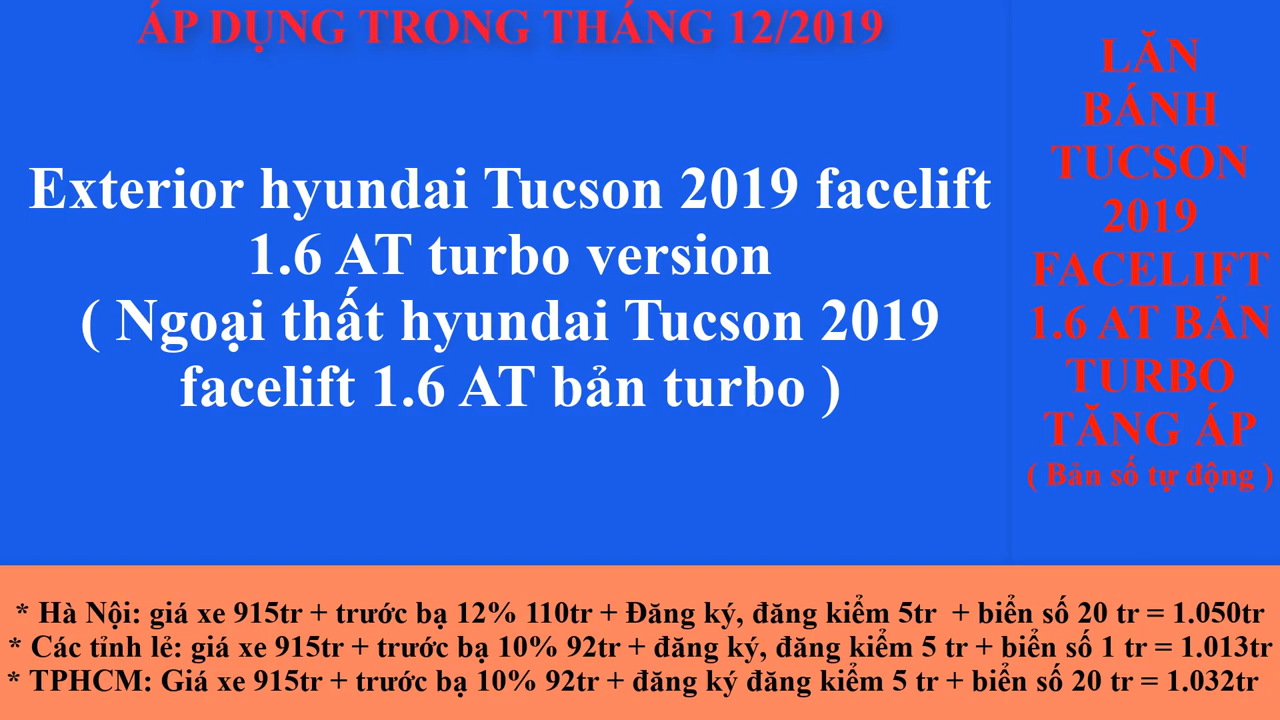 ÁP DỤNG TRONG THÁNG 12/2019
Exterior hyundai Tucson 2019 facelift
1.6 AT turbo version
( Ngoại thất hyundai Tucson 2019
facelift 1.6 AT bản turbo )
LĂN
BÁNH
TUCSON
2019
FACELIFT
1.6 AT BẢN
TURBO
TĂNG ÁP
( Bản số tự động )
* Hà Nội: giá xe 915tr + trước bạ 12% 110tr + Đăng ký, đăng kiểm 5tr + biển số 20 tr = 1.050tr
* Các tỉnh lẻ: giá xe 915tr + trước bạ 10% 92tr + đăng ký, đăng kiểm 5 tr + biển số 1 tr = 1.013tr
* TPHCM: Giá xe 915tr + trước bạ 10% 92tr + đăng ký đăng kiểm 5 tr + biển số 20 tr = 1.032tr